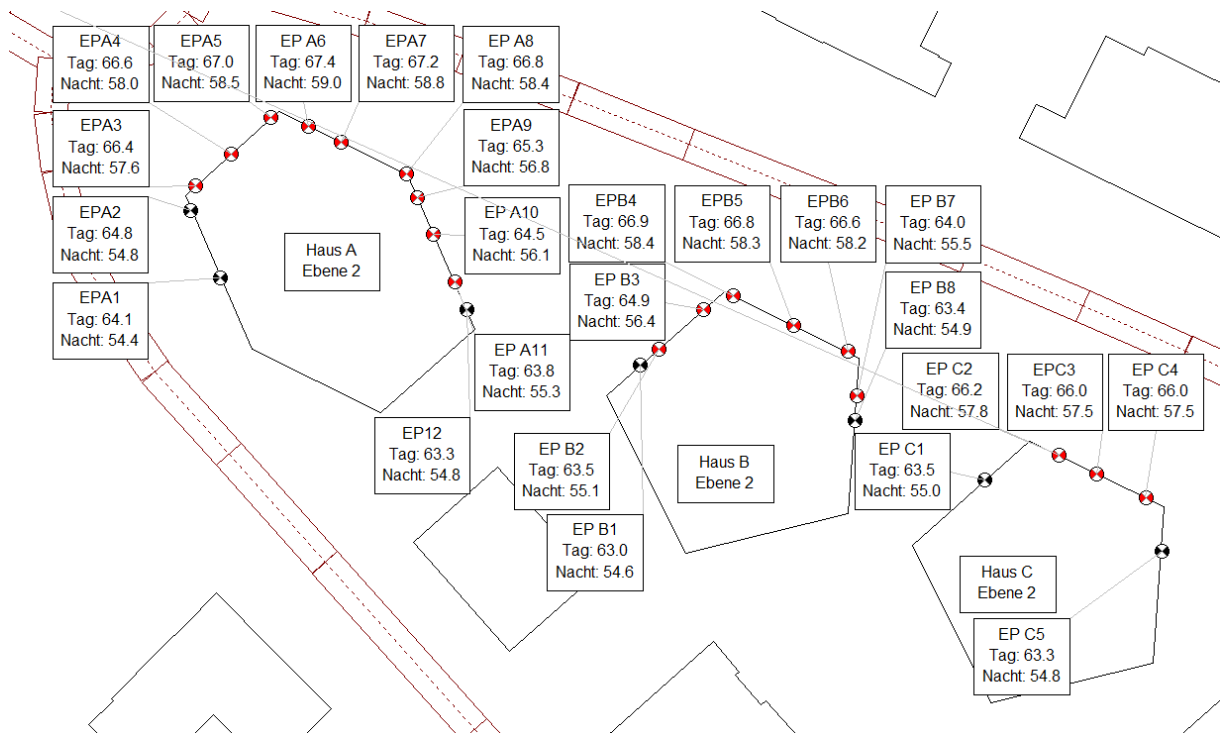 EPA4
Tag: 66.6
Nacht: 58.0
EPA5
Tag: 67.0
Nacht: 58.5
EP A6
Tag: 67.4
Nacht: 59.0
EPA7
Tag: 67.2
Nacht: 58.8
EP A8
Tag: 66.8
Nacht: 58.4
EPA3
Tag: 66.4
Nacht: 57.6
EPA9
Tag: 65.3
Nacht: 56.8
EPA2
Tag: 64.8
Nacht: 54.8
EP A10
Tag: 64.5
Nacht: 56.1
EPB4
Tag: 66.9
Nacht: 58.4
EPB5
Tag: 66.8
Nacht: 58.3
EPB6
Tag: 66.6
Nacht: 58.2
EP B7
Tag: 64.0
Nacht: 55.5
Haus A
Ebene 2
EP B3
Tag: 64.9
Nacht: 56.4
EP B8
Tag: 63.4
Nacht: 54.9
EPA1
Tag: 64.1
Nacht: 54.4
EP A11
Tag: 63.8
Nacht: 55.3
EP C2
Tag: 66.2
Nacht: 57.8
EPC3
Tag: 66.0
Nacht: 57.5
EP C4
Tag: 66.0
Nacht: 57.5
EP12
Tag: 63.3
Nacht: 54.8
EP B2
Tag: 63.5
Nacht: 55.1
Haus B
Ebene 2
EP C1
Tag: 63.5
Nacht: 55.0
EP B1
Tag: 63.0
Nacht: 54.6
Haus C
Ebene 2
EP C5
Tag: 63.3
Nacht: 54.8